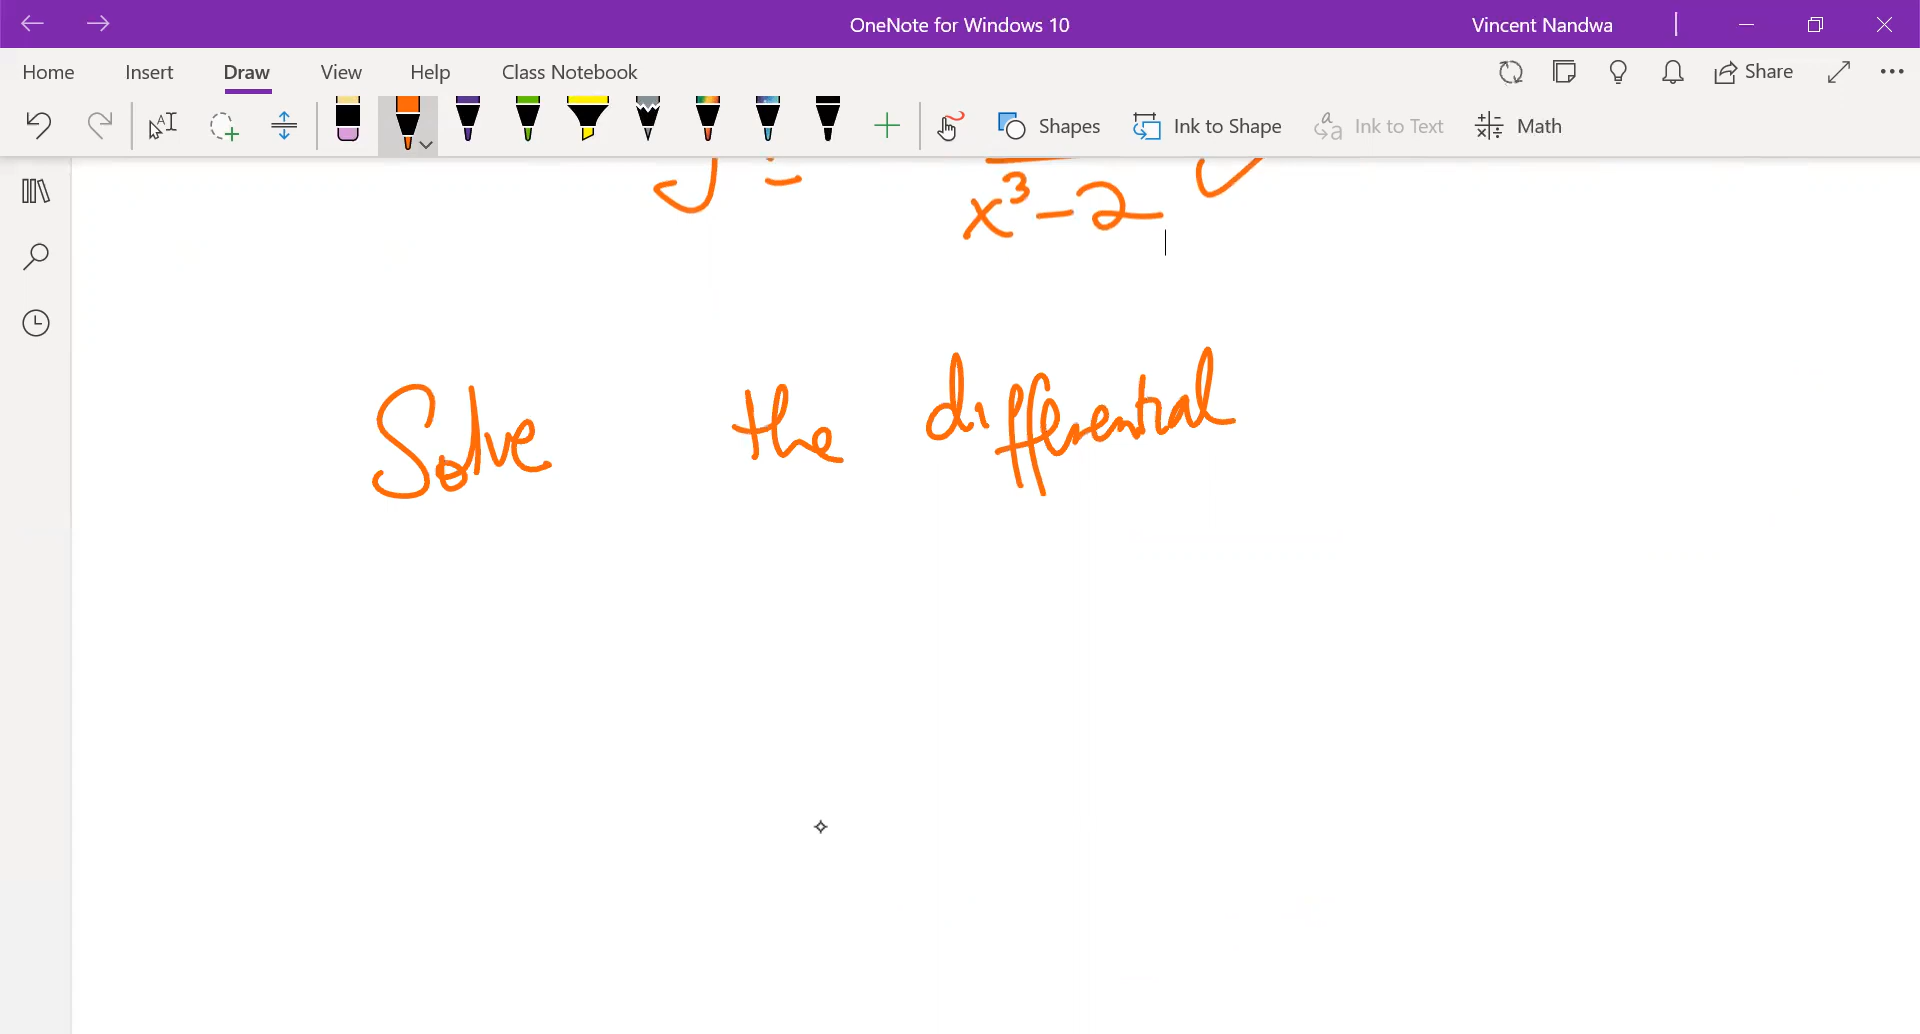 OneNote for Windows 10
Vincent Nandwa
Home Insert Draw View Help Class Notebook Share
Shapes Ink to Shape Ink to Text Math
x³-2
Solve the differential